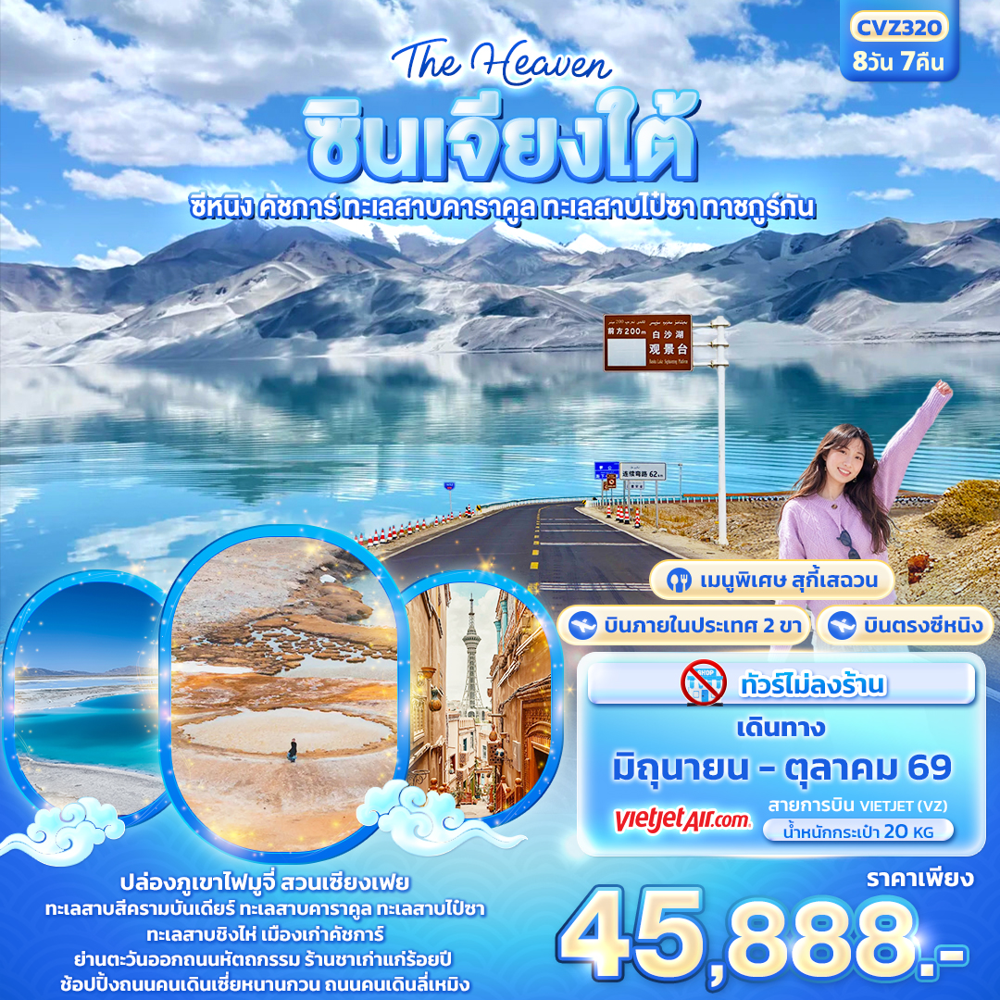 CVZ320
8วัน 7คืน
The Heaven
ซินเจียงใต้
ซีหนิง คัชการ์ ทะเลสาบคาราคูล ทะเลสาบไป๋ซา ทาชกูร์กัน
前方200m
白沙湖
观景台
连续弯路 62km
เมนูพิเศษ สุกี้เสฉวน
บินภายในประเทศ 2 ขา
บินตรงซีหนิง
SHOP
ทัวร์ไม่ลงร้าน
เดินทาง
มิถุนายน - ตุลาคม 69
สายการบิน VIETJET (VZ)
vietjetAir.com
น้ำหนักกระเป๋า 20 KG
ปล่องภูเขาไฟมูจี่ สวนเซียงเฟย
ทะเลสาบสีครามบันเดียร์ ทะเลสาบคาราคูล ทะเลสาบไป๋ซา
ทะเลสาบชิงไห่ เมืองเก่าคัชการ์
ย่านตะวันออกถนนหัตถกรรม ร้านชาเก่าแก่ร้อยปี
ช้อปปิ้งถนนคนเดินเซี่ยหนานกวน ถนนคนเดินลี่เหมิง
ราคาเพียง
45,888.-